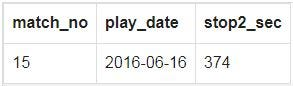 match_no play_date stop2_sec
15 2016-06-16 374